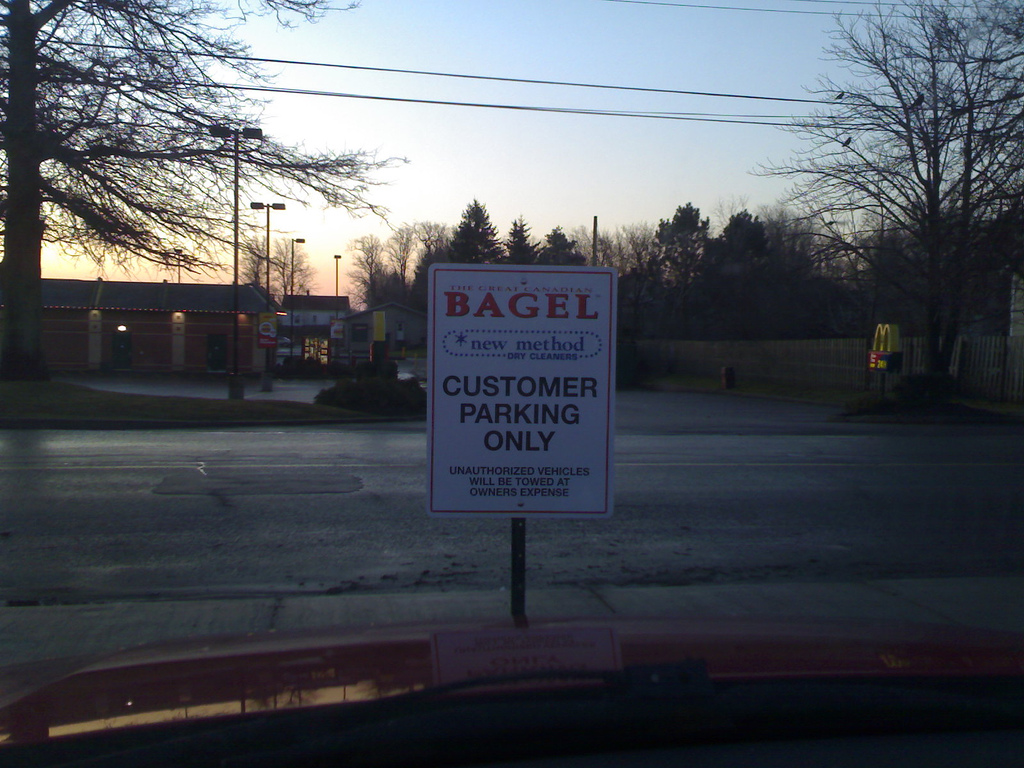 THE GREAT CANADIAN
BAGEL
new method
DRY CLEANERS
CUSTOMER
PARKING
ONLY
UNAUTHORIZED VEHICLES
WILL BE TOWED AT
OWNERS EXPENSE